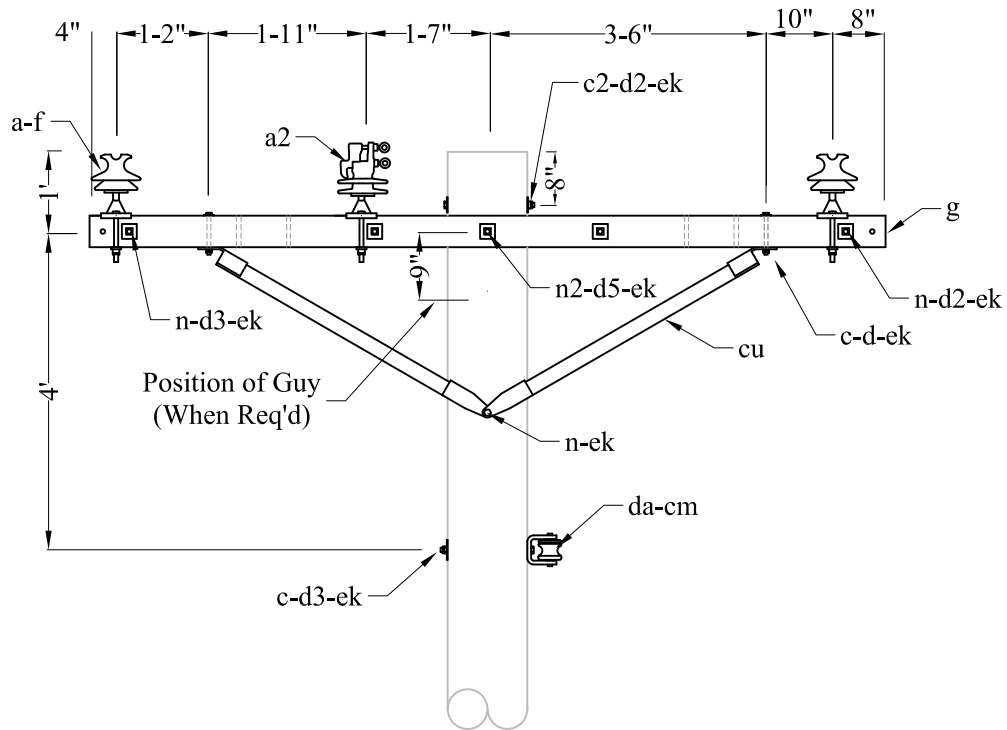 4" 1-2" 1-11" 1-7" 3-6" 10" 8"
c2-d2-ek
a-f
a2
1'
8"
g
9"
n2-d5-ek
n-d2-ek
n-d3-ek
c-d-ek
cu
4'
Position of Guy
(When Req'd)
n-ek
da-cm
c-d3-ek